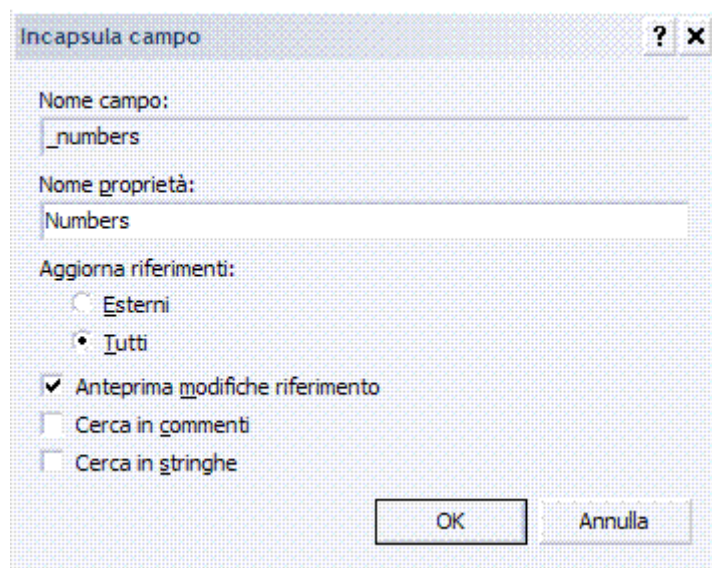 Incapsula campo
Nome campo:
_numbers
Nome proprietà:
Numbers
Aggiorna riferimenti:
Esterni
Tutti
Anteprima modifiche riferimento
Cerca in commenti
Cerca in stringhe
OK Annulla